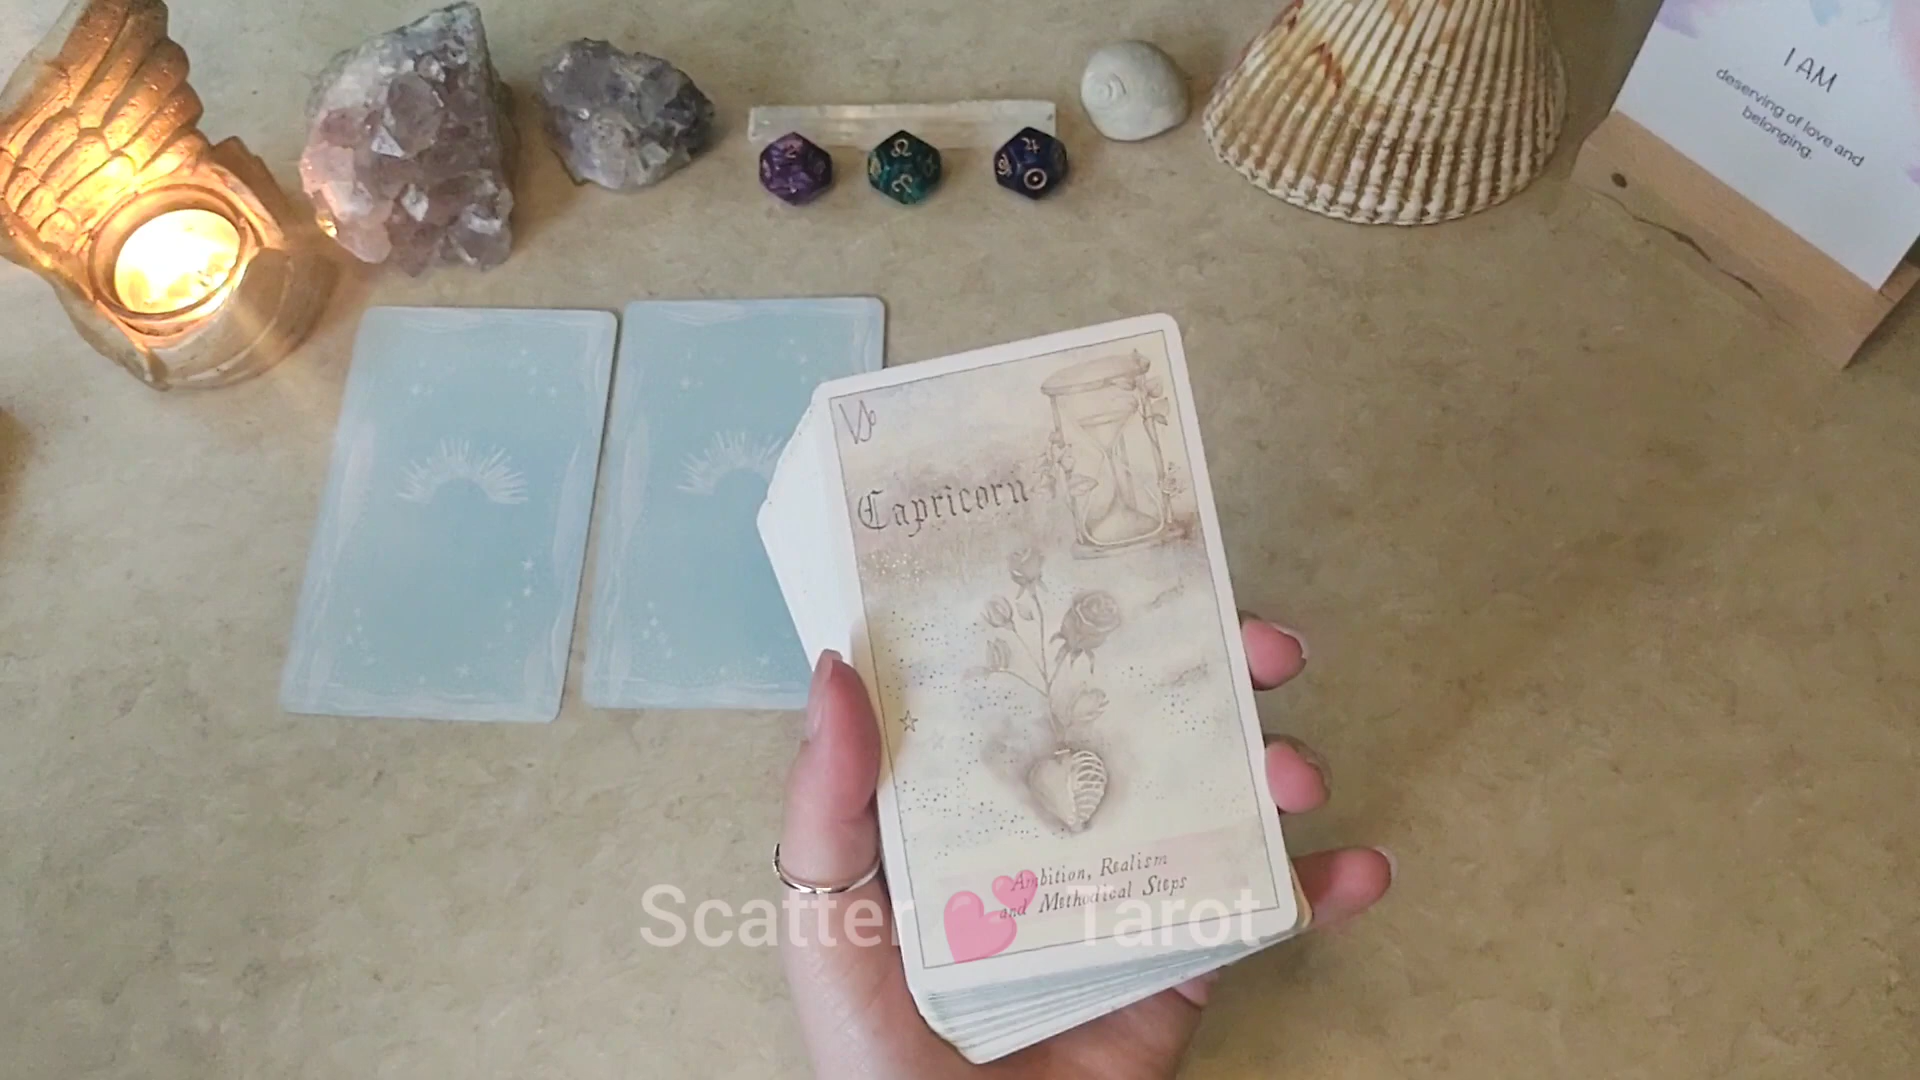 I AM
deserving of love and
belonging.
Capricorn
Ambition, Realism
and Methodical Steps
Scatter 💕 Tarot